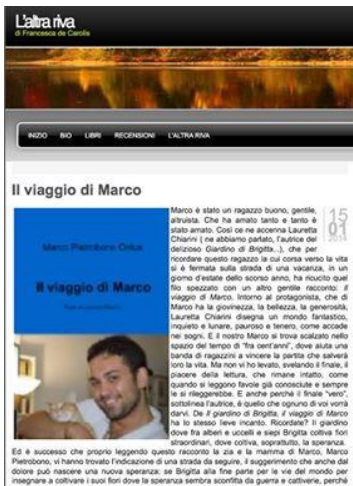 L'altra riva
di Francesca de Carolis
INIZIO BIO LIBRI RECENSIONI L'ALTRA RIVA
Il viaggio di Marco
Marco Pietrobono Onlus
Il viaggio di Marco
15
01
Marco è stato un ragazzo buono, gentile,
altruista. Che ha amato tanto e tanto è
stato amato. Così ce ne accenna Lauretta
Chiarini ( ne abbiamo parlato, l'autrice del
delizioso Giardino di Brigitta...), che per
ricordare questo ragazzo la cui corsa verso la vita
si è fermata sulla strada di una vacanza, in un
giorno d'estate dello scorso anno, ha ricucito quel
filo spezzato con un altro gentile racconto: Il
viaggio di Marco. Intorno al protagonista, che di
Marco ha la giovinezza, la bellezza, la generosità,
Lauretta Chiarini disegna un mondo fantastico,
inquieto e lunare, pauroso e tenero, come accade
nei sogni. E il nostro Marco si trova scalzato nello
spazio del tempo di "fra cent'anni", dove aiuta una
banda di ragazzini a vincere la partita che salverà
loro la vita. Ma non vi ho levato, svelando il finale, il
piacere della lettura, che rimane intatto, come
quando si leggono favole già conosciute e sempre
le si rileggerebbe. E anche perché il finale "vero",
sottolinea l'autrice, è quello che ognuno di voi vorrà
darvi. De Il giardino di Brigitta, il viaggio di Marco
ha lo stesso lieve incanto. Ricordate? Il giardino
dove fra alberi e uccelli e siepi Brigitta coltiva fiori
straordinari, dove coltiva, soprattutto, la speranza.
Ed è successo che proprio leggendo questo racconto la zia e la mamma di Marco, Marco
Pietrobono, vi hanno trovato l'indicazione di una strada da seguire, il suggerimento che anche dal
dolore può nascere una nuova speranza: se Brigitta alla fine parte per le vie del mondo per
insegnare a coltivare i suoi fiori dove la speranza sembra sconfitta da guerra e cattiverie, perché